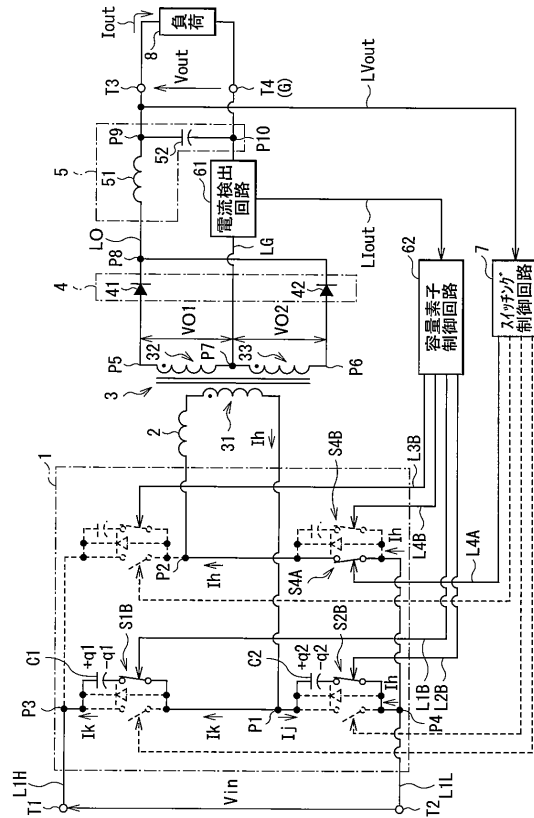 Iout
負荷
8
T3
Vout
T4
(G)
LVout
P9
P10
52
5
51
61
電流検出
回路
LO
LG
LIout
P8
4
41
42
62
容量素子
制御回路
7
スイッチング
制御回路
VO1
VO2
P5
32
P7
33
P6
3
31
2
Ih
1
S4B
L3B
L4B
P2
Ih
S4A
Ih
L4A
C1
+q1
-q1
S1B
C2
+q2
-q2
S2B
L1B
L2B
P3
Ik
Ik
P1
Ij
Ih
P4
L1H
T1
Vin
T2
L1L